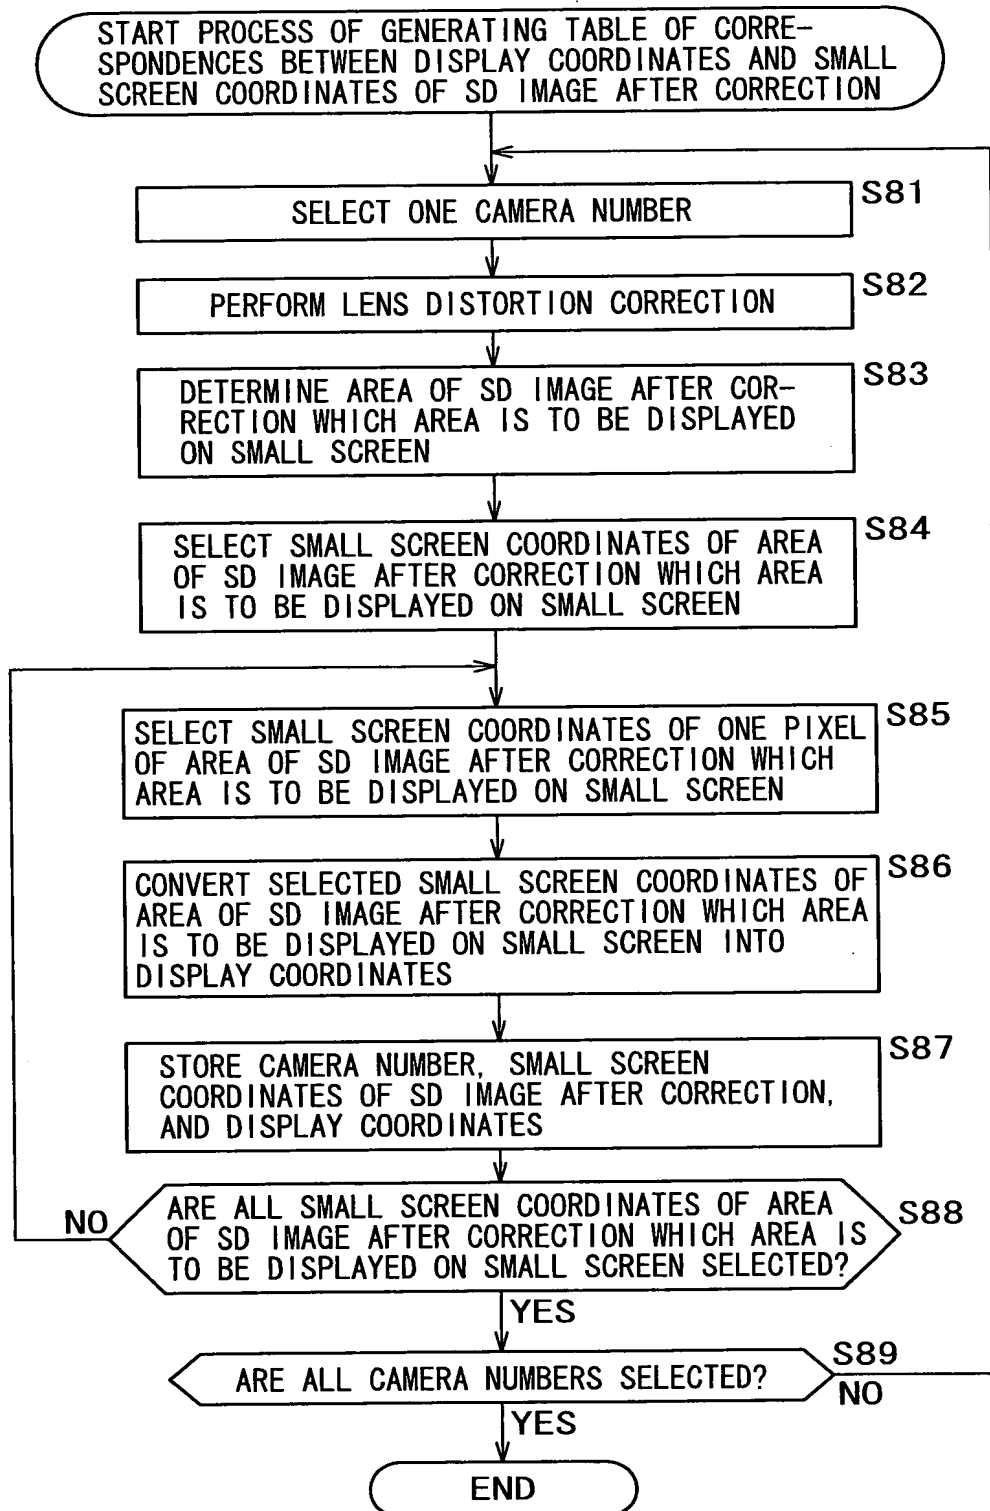 START PROCESS OF GENERATING TABLE OF CORRE-
SPONDENCES BETWEEN DISPLAY COORDINATES AND SMALL
SCREEN COORDINATES OF SD IMAGE AFTER CORRECTION
S81
SELECT ONE CAMERA NUMBER
S82
PERFORM LENS DISTORTION CORRECTION
S83
DETERMINE AREA OF SD IMAGE AFTER COR-
RECTION WHICH AREA IS TO BE DISPLAYED
ON SMALL SCREEN
S84
SELECT SMALL SCREEN COORDINATES OF AREA
OF SD IMAGE AFTER CORRECTION WHICH AREA
IS TO BE DISPLAYED ON SMALL SCREEN
S85
SELECT SMALL SCREEN COORDINATES OF ONE PIXEL
OF AREA OF SD IMAGE AFTER CORRECTION WHICH
AREA IS TO BE DISPLAYED ON SMALL SCREEN
S86
CONVERT SELECTED SMALL SCREEN COORDINATES OF
AREA OF SD IMAGE AFTER CORRECTION WHICH AREA
IS TO BE DISPLAYED ON SMALL SCREEN INTO
DISPLAY COORDINATES
S87
STORE CAMERA NUMBER, SMALL SCREEN
COORDINATES OF SD IMAGE AFTER CORRECTION,
AND DISPLAY COORDINATES
S88
ARE ALL SMALL SCREEN COORDINATES OF AREA
OF SD IMAGE AFTER CORRECTION WHICH AREA IS
TO BE DISPLAYED ON SMALL SCREEN SELECTED?
NO
YES
S89
ARE ALL CAMERA NUMBERS SELECTED?
NO
YES
END